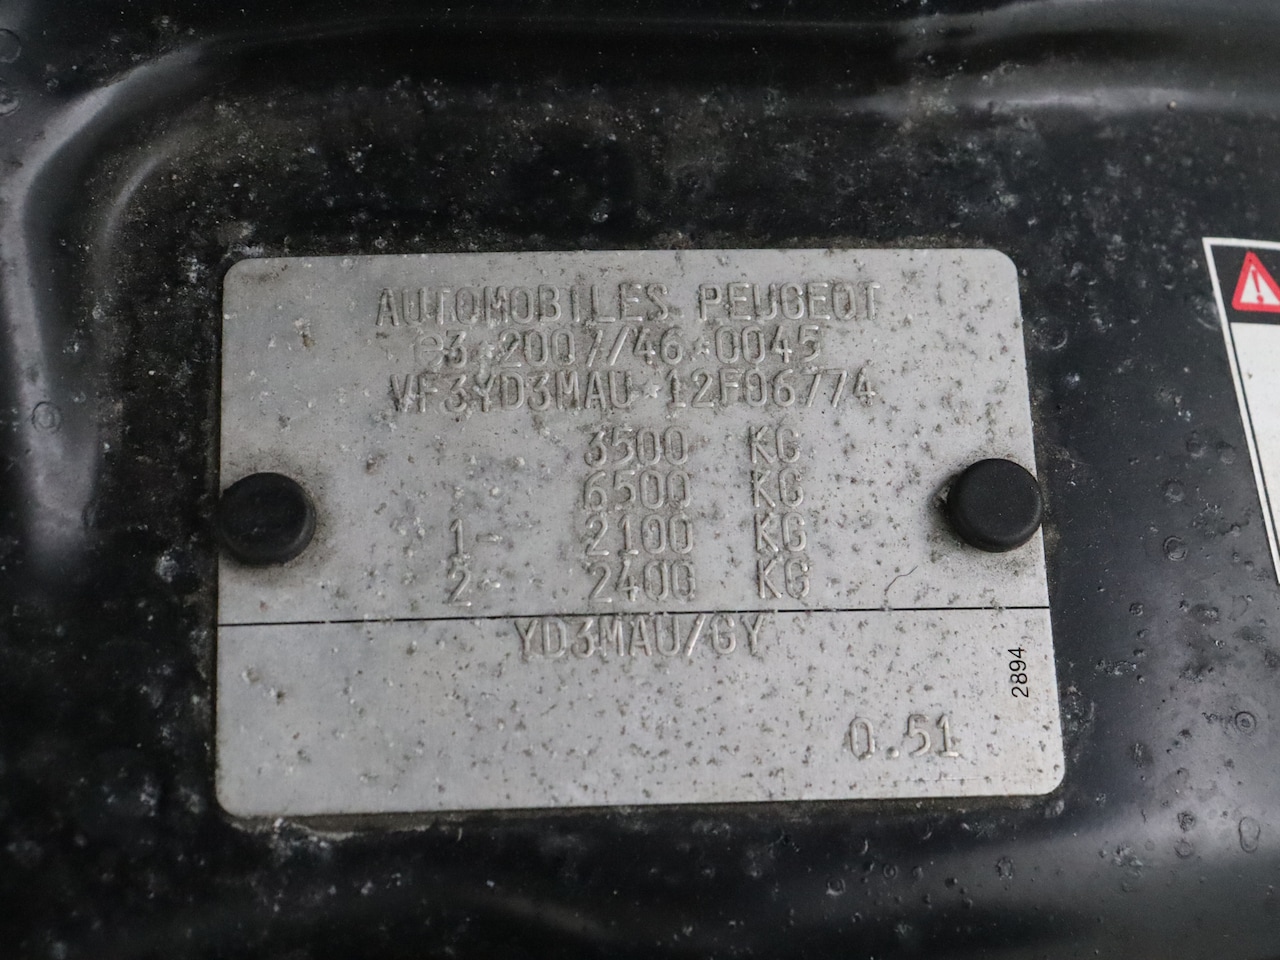 AUTOMOBILES PEUGEOT
e3*2007/46*0045
VF3YD3MAU 12F06774
3500 KG
6500 KG
1- 2100 KG
2- 2400 KG
YD3MAU/GY
2894
0.51